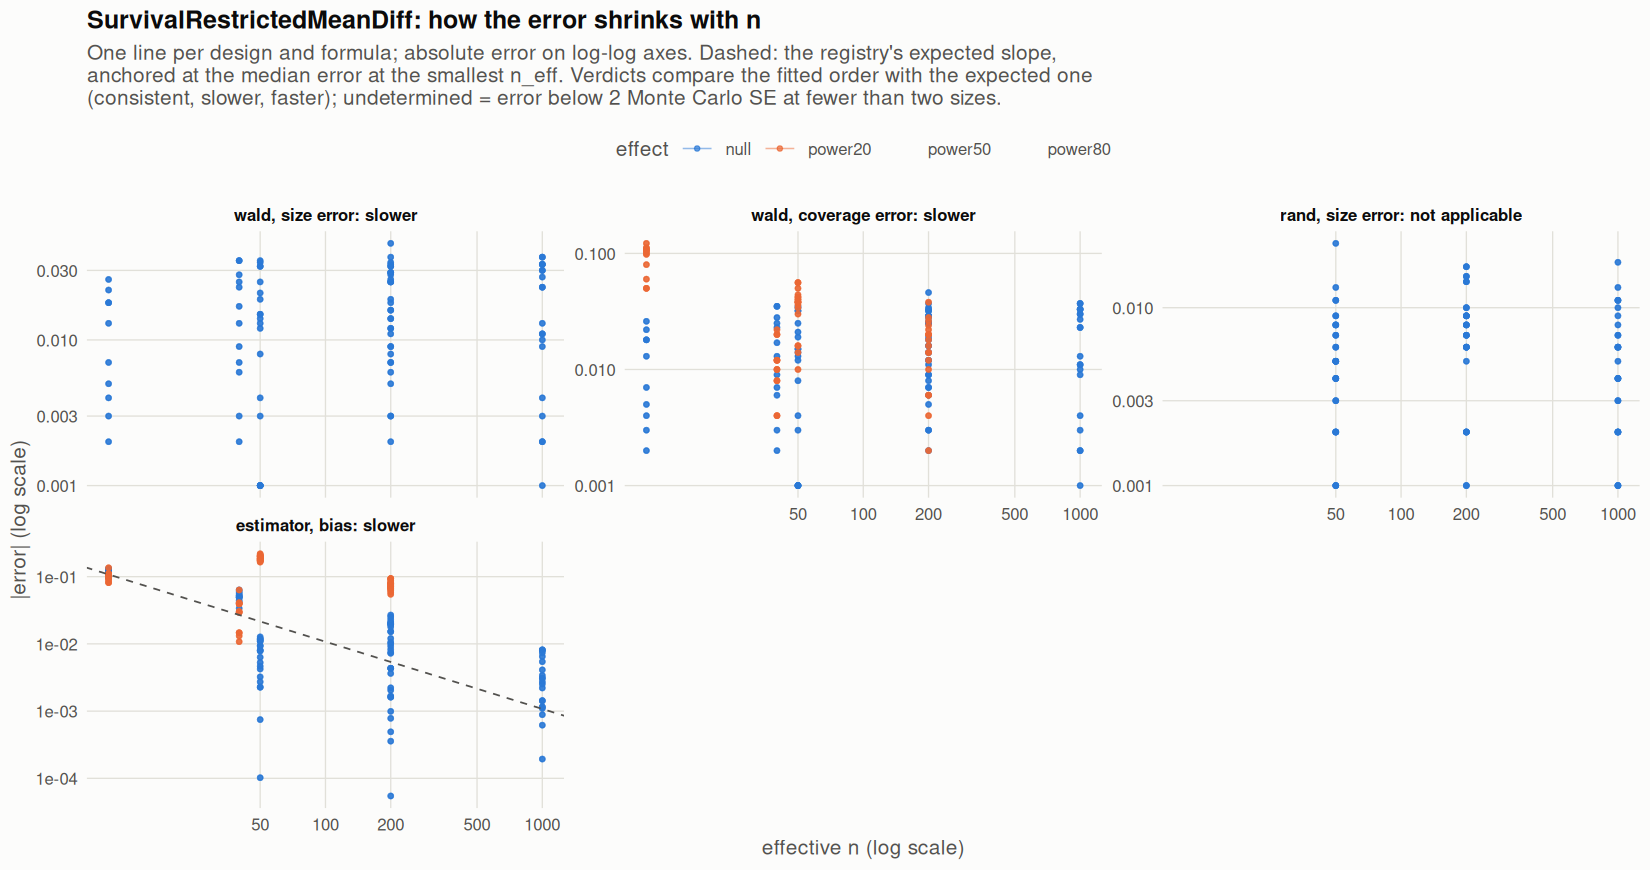 SurvivalRestrictedMeanDiff: how the error shrinks with n
One line per design and formula; absolute error on log-log axes. Dashed: the registry's expected slope,
anchored at the median error at the smallest n_eff. Verdicts compare the fitted order with the expected one
(consistent, slower, faster); undetermined = error below 2 Monte Carlo SE at fewer than two sizes.
effect null power20 power50 power80
wald, size error: slower
0.030
0.010
0.003
0.001
wald, coverage error: slower
0.100
0.010
0.001
50 100 200 500 1000
rand, size error: not applicable
0.010
0.003
0.001
50 100 200 500 1000
estimator, bias: slower
1e-01
1e-02
1e-03
1e-04
50 100 200 500 1000
|error| (log scale)
effective n (log scale)